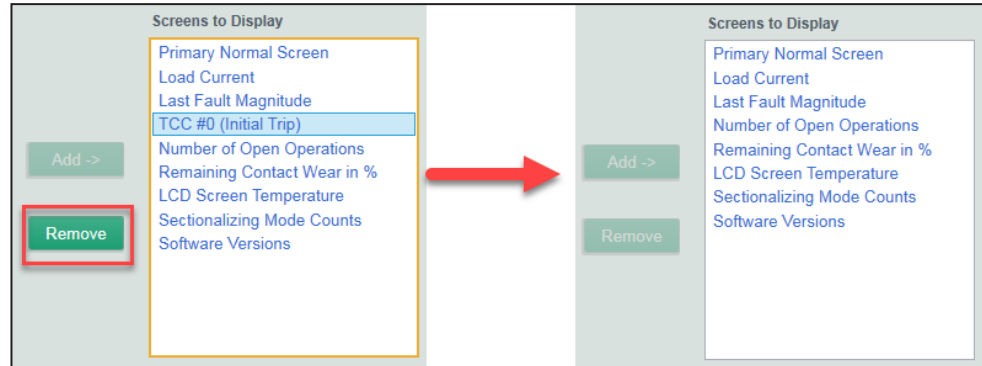 Screens to Display
Primary Normal Screen
Load Current
Last Fault Magnitude
TCC #0 (Initial Trip)
Number of Open Operations
Remaining Contact Wear in %
LCD Screen Temperature
Sectionalizing Mode Counts
Software Versions
Add ->
Remove
Screens to Display
Primary Normal Screen
Load Current
Last Fault Magnitude
Number of Open Operations
Remaining Contact Wear in %
LCD Screen Temperature
Sectionalizing Mode Counts
Software Versions
Add ->
Remove